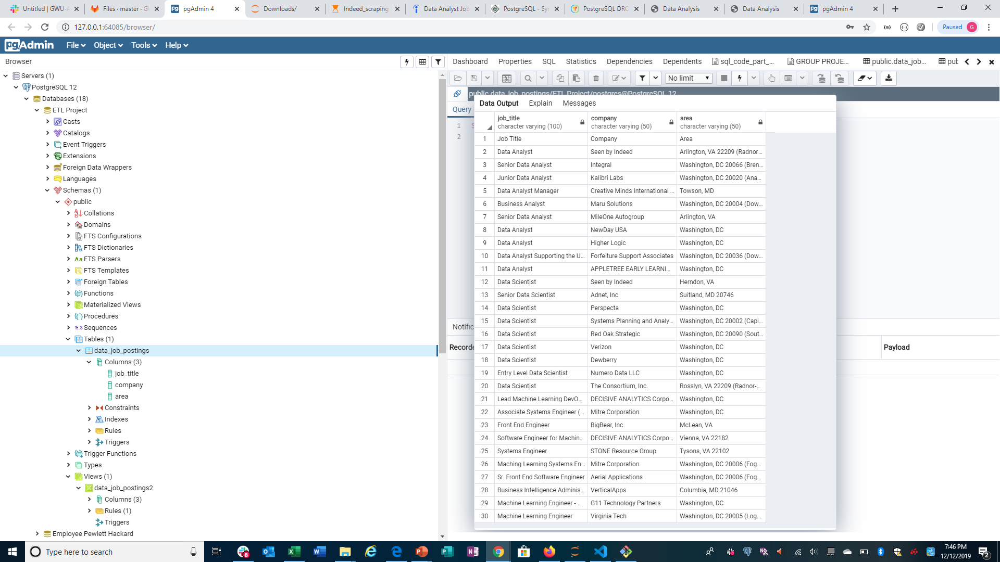 Untitled | GWU-A
Files · master · GW
pgAdmin 4
Downloads/
Indeed_scraping
Data Analyst Job
PostgreSQL - Syn
PostgreSQL DRO
Data Analysis
Data Analysis
pgAdmin 4
127.0.0.1:64085/browser/
Paused
G
pgAdmin
File
Object
Tools
Help
Browser
Dashboard
Properties
SQL
Statistics
Dependencies
Dependents
sql_code_part_...
GROUP PROJE...
public.data_job...
pub
Servers (1)
PostgreSQL 12
Databases (18)
ETL Project
Casts
Catalogs
Event Triggers
Extensions
Foreign Data Wrappers
Languages
Schemas (1)
public
Collations
Domains
FTS Configurations
FTS Dictionaries
FTS Parsers
FTS Templates
Foreign Tables
Functions
Materialized Views
Procedures
Sequences
Tables (1)
data_job_postings
Columns (3)
job_title
company
area
Constraints
Indexes
Rules
Triggers
Trigger Functions
Types
Views (1)
data_job_postings2
Columns (3)
Rules (1)
Triggers
Employee Pewlett Hackard
No limit
public.data_job_postings/ETL Project/postgres@PostgreSQL 12
Query
1
2
Notific
Recorde
Payload
Data Output Explain Messages
job_title character varying (100) company character varying (50) area character varying (50)
1 Job Title Company Area
2 Data Analyst Seen by Indeed Arlington, VA 22209 (Radnor...
3 Senior Data Analyst Integral Washington, DC 20066 (Bren...
4 Junior Data Analyst Kalibri Labs Washington, DC 20020 (Ana...
5 Data Analyst Manager Creative Minds International ... Towson, MD
6 Business Analyst Maru Solutions Washington, DC 20004 (Dow...
7 Senior Data Analyst MileOne Autogroup Arlington, VA
8 Data Analyst NewDay USA Washington, DC
9 Data Analyst Higher Logic Washington, DC
10 Data Analyst Supporting the U... Forfeiture Support Associates Washington, DC 20036 (Dow...
11 Data Analyst APPLETREE EARLY LEARNI... Washington, DC
12 Data Scientist Seen by Indeed Herndon, VA
13 Senior Data Scientist Adnet, Inc Suitland, MD 20746
14 Data Scientist Perspecta Washington, DC
15 Data Scientist Systems Planning and Analy... Washington, DC 20002 (Capi...
16 Data Scientist Red Oak Strategic Washington, DC 20090 (Sout...
17 Data Scientist Verizon Washington, DC
18 Data Scientist Dewberry Washington, DC
19 Entry Level Data Scientist Numero Data LLC Washington, DC
20 Data Scientist The Consortium, Inc. Rosslyn, VA 22209 (Radnor-...
21 Lead Machine Learning DevO... DECISIVE ANALYTICS Corpo... Washington, DC
22 Associate Systems Engineer (... Mitre Corporation Washington, DC
23 Front End Engineer BigBear, Inc. McLean, VA
24 Software Engineer for Machin... DECISIVE ANALYTICS Corpo... Vienna, VA 22182
25 Systems Engineer STONE Resource Group Tysons, VA 22102
26 Maching Learning Systems En... Mitre Corporation Washington, DC 20006 (Fog...
27 Sr. Front End Software Engineer Aerial Applications Washington, DC 20006 (Fog...
28 Business Intelligence Adminis... VerticalApps Columbia, MD 21046
29 Machine Learning Engineer - ... G11 Technology Partners Washington, DC
30 Machine Learning Engineer Virginia Tech Washington, DC 20005 (Log...
Type here to search
7:46 PM
12/12/2019
2